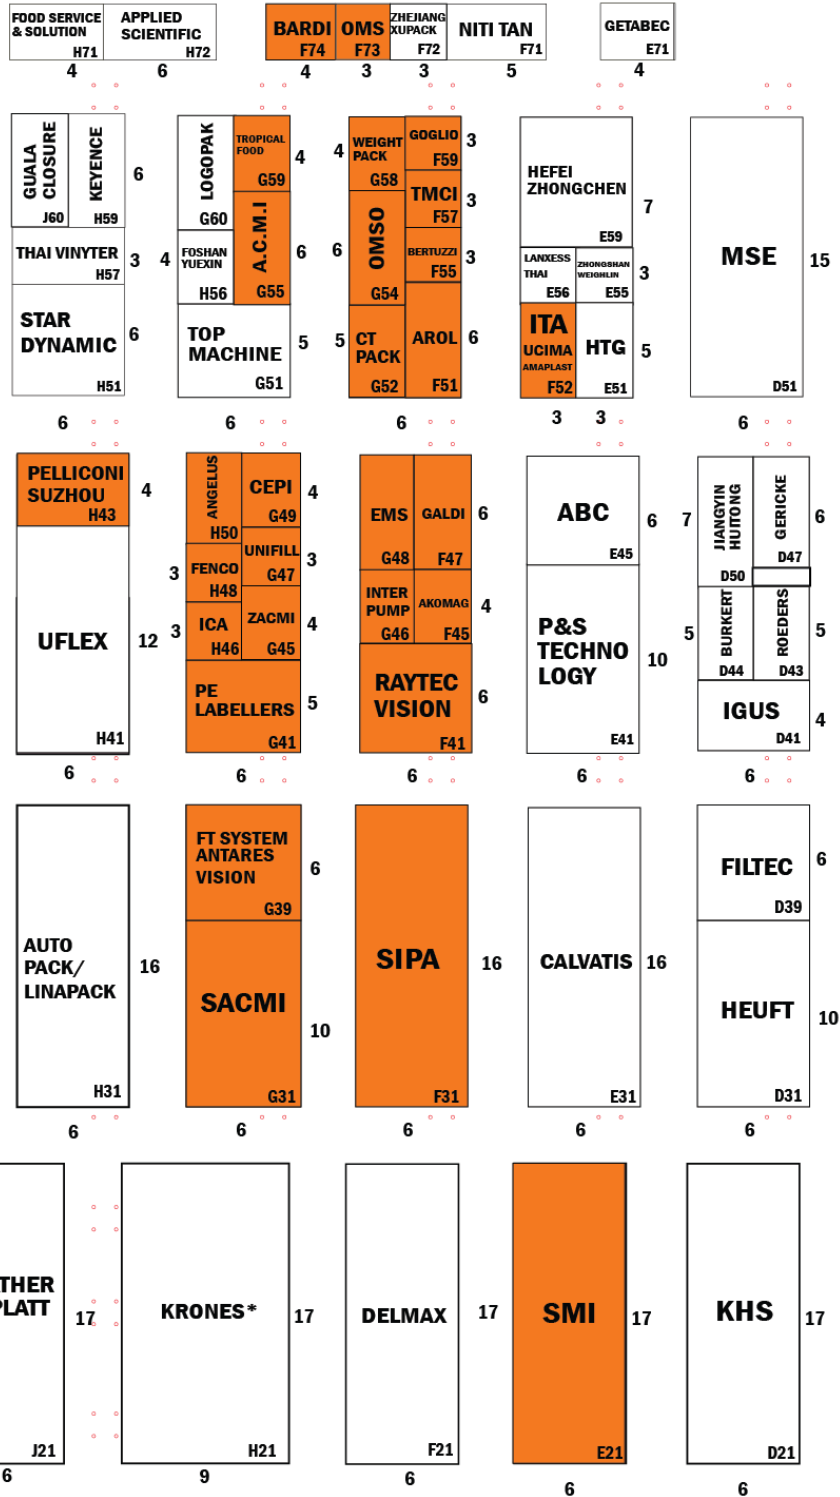 FOOD SERVICE
& SOLUTION
H71
APPLIED
SCIENTIFIC
H72
BARDI
F74
OMS
F73
ZHEJIANG
XUPACK
F72
NITI TAN
F71
GETABEC
E71
4
6
4
3
3
5
4
GUALA
CLOSURE
J60
KEYENCE
H59
6
THAI VINYTER
H57
3
STAR
DYNAMIC
H51
6
LOGOPAK
G60
TROPICAL
FOOD
G59
4
FOSHAN
YUEXIN
H56
4
A.C.M.I
G55
6
TOP
MACHINE
G51
5
4
WEIGHT
PACK
G58
GOGLIO
F59
3
TMCI
F57
3
6
OMSO
G54
BERTUZZI
F55
3
5
CT
PACK
G52
AROL
F51
6
HEFEI
ZHONGCHEN
E59
7
LANXESS
THAI
E56
ZHONGSHAN
WEIGHLIN
E55
3
ITA
UCIMA
AMAPLAST
F52
HTG
E51
5
3
3
MSE
D51
15
6
6
6
6
PELLICONI
SUZHOU
H43
4
UFLEX
H41
12
ANGELUS
H50
CEPI
G49
4
UNIFILL
G47
3
3
FENCO
H48
3
ICA
H46
ZACMI
G45
4
PE
LABELLERS
G41
5
EMS
G48
GALDI
F47
6
INTER
PUMP
G46
AKOMAG
F45
4
RAYTEC
VISION
F41
6
ABC
E45
6
P&S
TECHNO
LOGY
E41
10
7
JIANGYIN
HUITONG
D50
GERICKE
D47
6
5
BURKERT
D44
ROEDERS
D43
5
IGUS
D41
4
6
6
6
6
6
AUTO
PACK/
LINAPACK
H31
16
FT SYSTEM
ANTARES
VISION
G39
6
SACMI
G31
10
SIPA
F31
16
CALVATIS
E31
16
FILTEC
D39
6
HEUFT
D31
10
6
6
6
6
6
THER
PLATT
J21
17
KRONES*
H21
17
DELMAX
F21
17
SMI
E21
17
KHS
D21
17
6
9
6
6
6